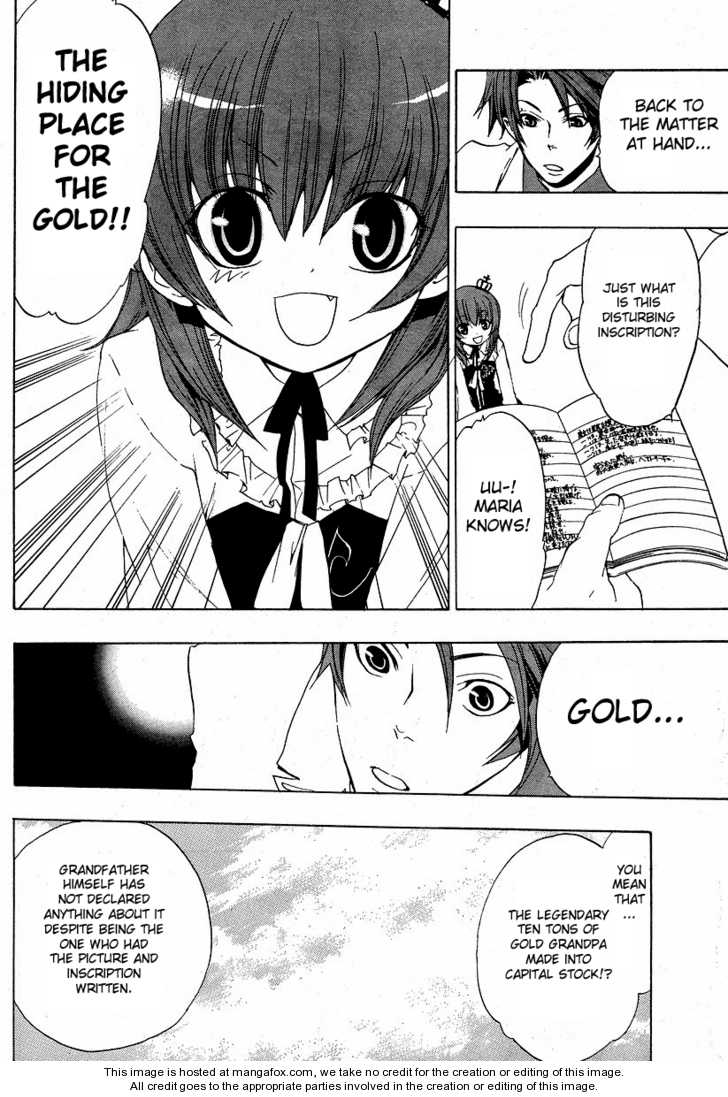 BACK TO
THE MATTER
AT HAND...
JUST WHAT
IS THIS
DISTURBING
INSCRIPTION?
UU-!
MARIA
KNOWS!
THE
HIDING
PLACE
FOR
THE
GOLD!!
GOLD...
YOU
MEAN
THAT
...
THE LEGENDARY
TEN TONS OF
GOLD GRANDPA
MADE INTO
CAPITAL STOCK!?
GRANDFATHER
HIMSELF HAS
NOT DECLARED
ANYTHING ABOUT IT
DESPITE BEING THE
ONE WHO HAD
THE PICTURE AND
INSCRIPTION
WRITTEN.
This image is hosted at mangafox.com, we take no credit for the creation or editing of this image.
All credit goes to the appropriate parties involved in the creation or editing of this image.